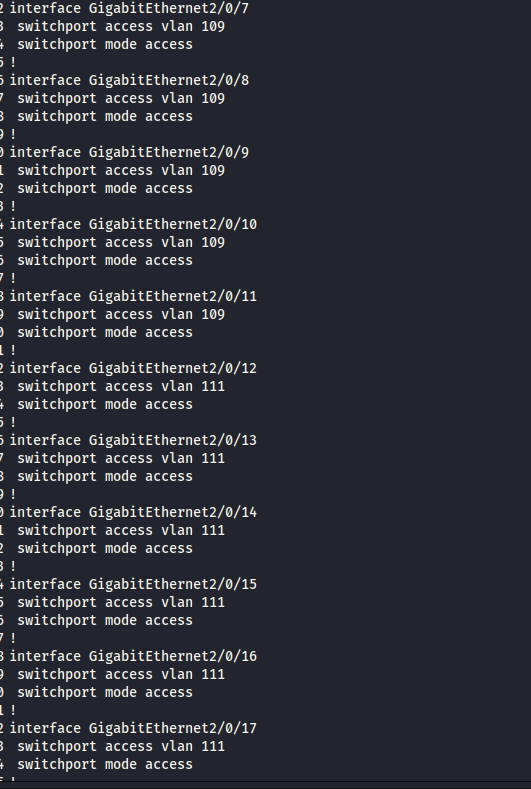 2 interface GigabitEthernet2/0/7
3  switchport access vlan 109
4  switchport mode access
5 !
6 interface GigabitEthernet2/0/8
7  switchport access vlan 109
8  switchport mode access
9 !
0 interface GigabitEthernet2/0/9
1  switchport access vlan 109
2  switchport mode access
3 !
4 interface GigabitEthernet2/0/10
5  switchport access vlan 109
6  switchport mode access
7 !
8 interface GigabitEthernet2/0/11
9  switchport access vlan 109
0  switchport mode access
1 !
2 interface GigabitEthernet2/0/12
3  switchport access vlan 111
4  switchport mode access
5 !
6 interface GigabitEthernet2/0/13
7  switchport access vlan 111
8  switchport mode access
9 !
0 interface GigabitEthernet2/0/14
1  switchport access vlan 111
2  switchport mode access
3 !
4 interface GigabitEthernet2/0/15
5  switchport access vlan 111
6  switchport mode access
7 !
8 interface GigabitEthernet2/0/16
9  switchport access vlan 111
0  switchport mode access
1 !
2 interface GigabitEthernet2/0/17
3  switchport access vlan 111
4  switchport mode access